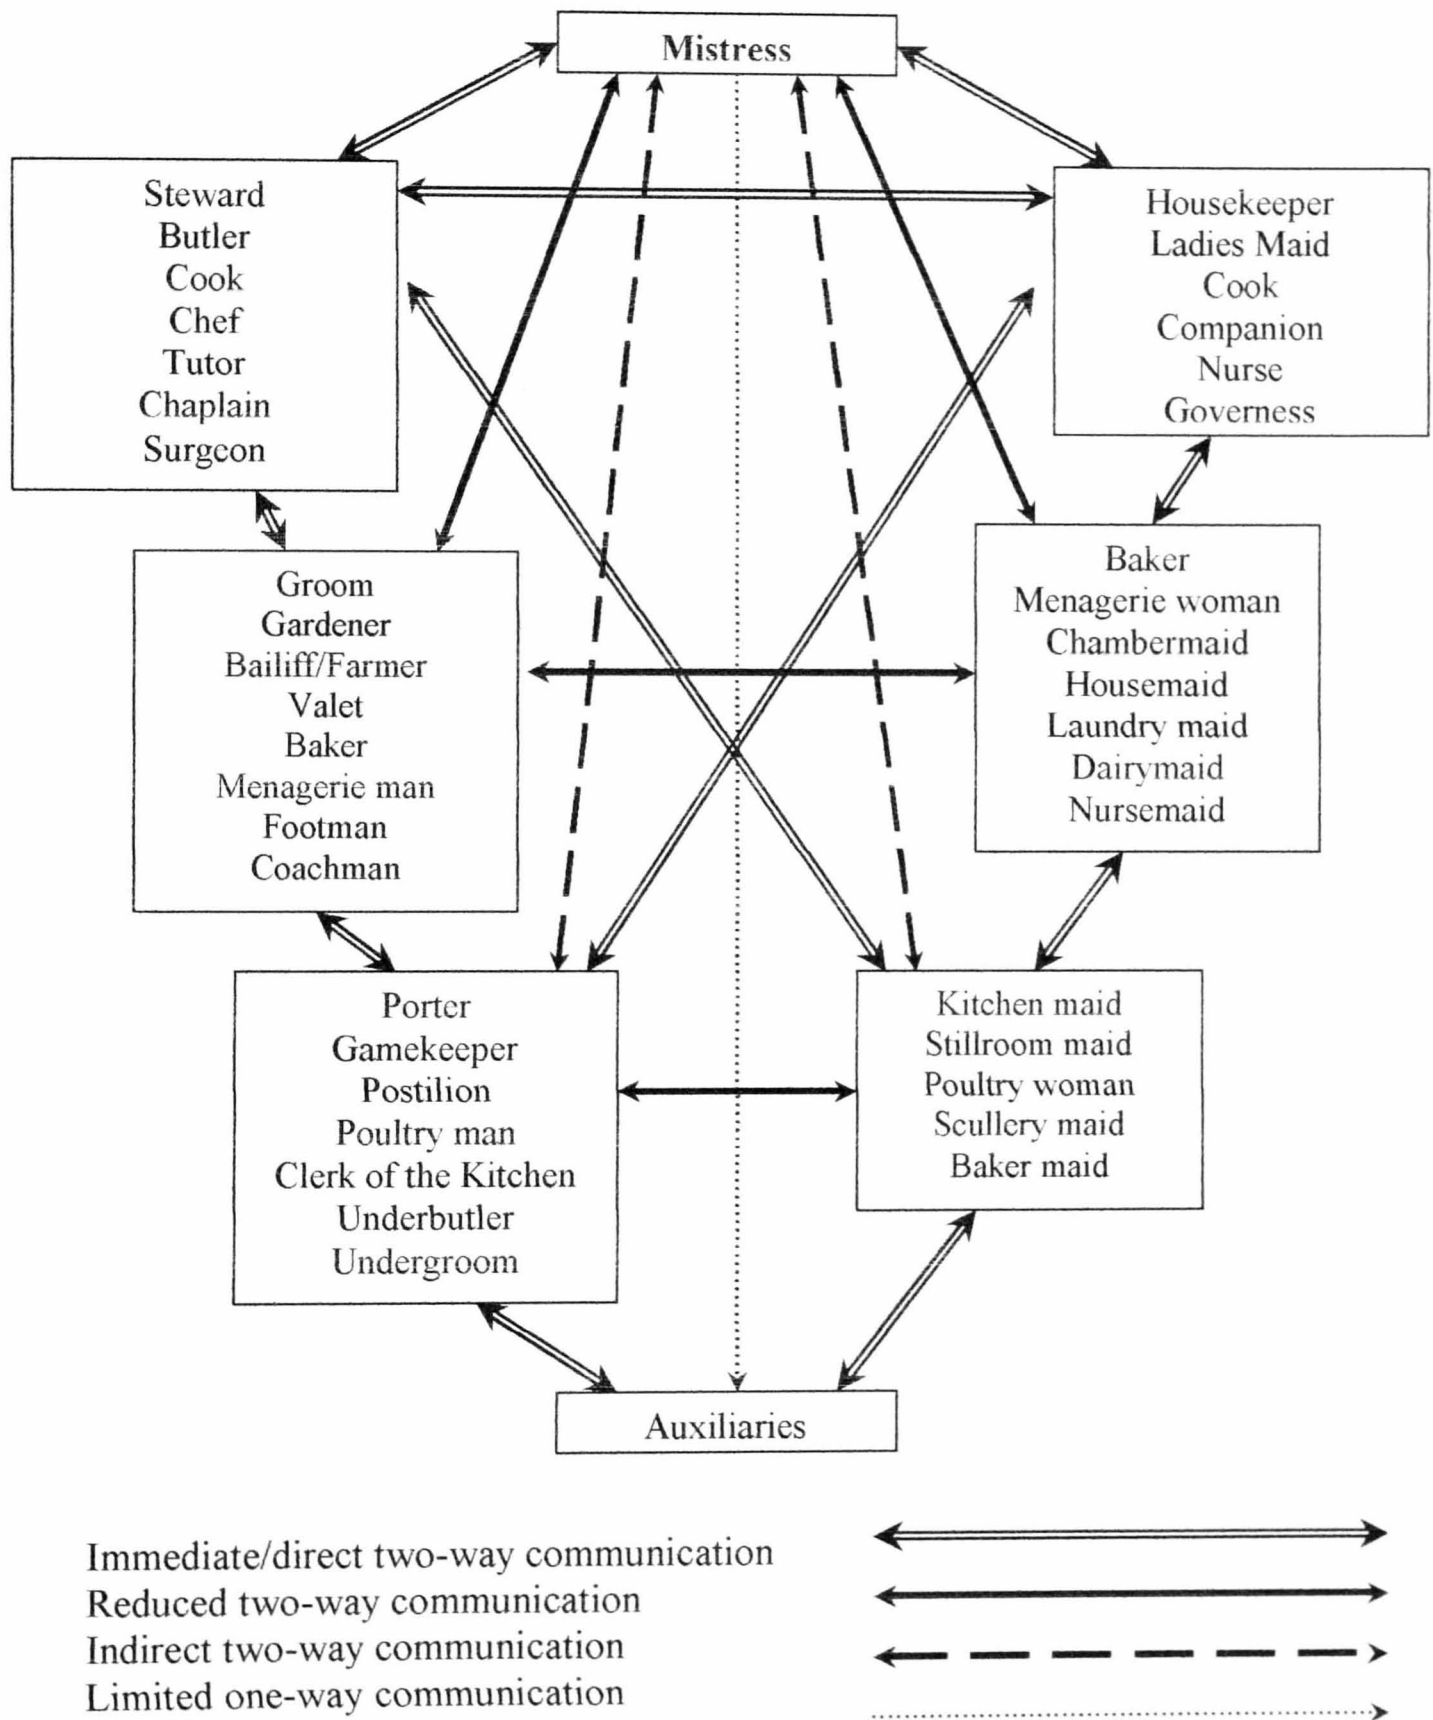 Mistress
Steward
Butler
Cook
Chef
Tutor
Chaplain
Surgeon
Housekeeper
Ladies Maid
Cook
Companion
Nurse
Governess
Groom
Gardener
Bailiff/Farmer
Valet
Baker
Menagerie man
Footman
Coachman
Baker
Menagerie woman
Chambermaid
Housemaid
Laundry maid
Dairymaid
Nursemaid
Porter
Gamekeeper
Postilion
Poultry man
Clerk of the Kitchen
Underbutler
Undergroom
Kitchen maid
Stillroom maid
Poultry woman
Scullery maid
Baker maid
Auxiliaries
Immediate/direct two-way communication
Reduced two-way communication
Indirect two-way communication
Limited one-way communication